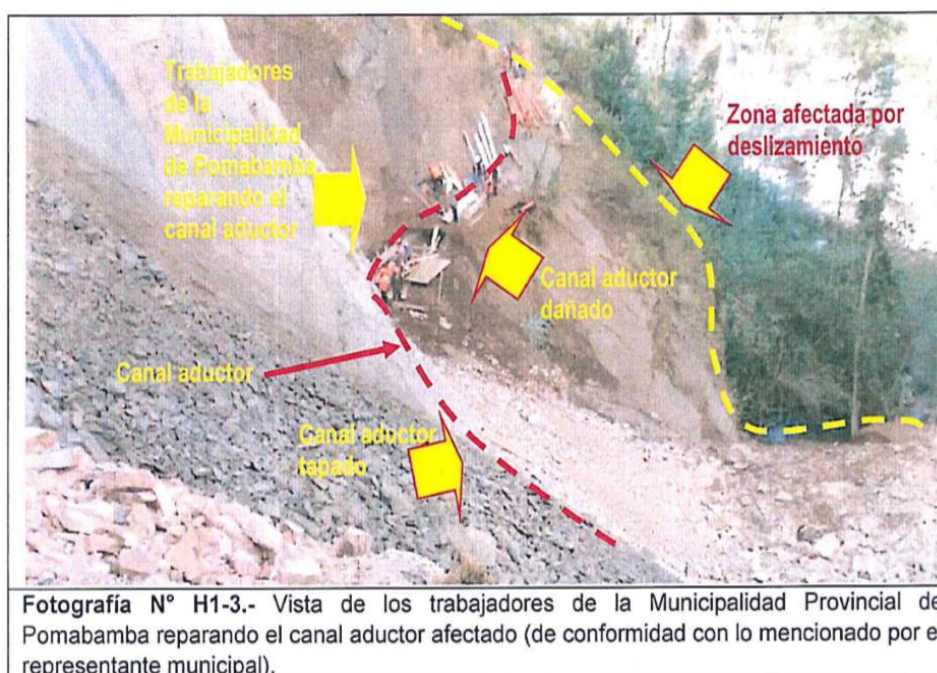 Trabajadores
de la
Municipalidad
de Pomabamba
reparando el
canal aductor
Zona afectada por
deslizamiento
Canal aductor
dañado
Canal aductor
Canal aductor
tapado
Fotografía N° H1-3.- Vista de los trabajadores de la Municipalidad Provincial de
Pomabamba reparando el canal aductor afectado (de conformidad con lo mencionado por e
representante municipal).